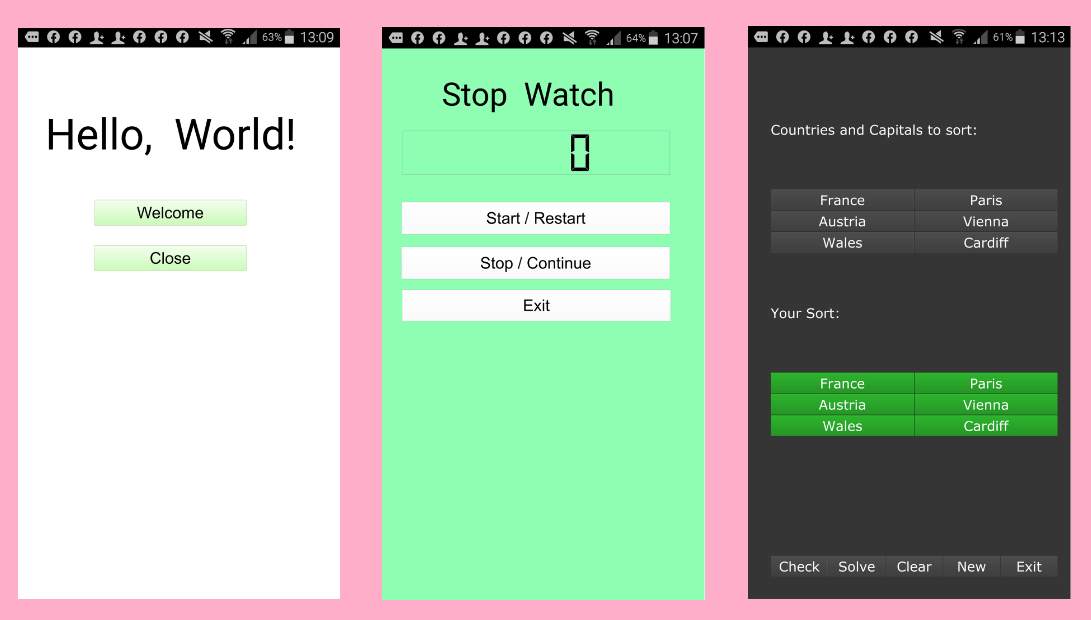 63% 13:09
Hello, World!
Welcome
Close
64% 13:07
Stop Watch
0
Start / Restart
Stop / Continue
Exit
61% 13:13
Countries and Capitals to sort:
France Paris
Austria Vienna
Wales Cardiff
Your Sort:
France Paris
Austria Vienna
Wales Cardiff
Check Solve Clear New Exit